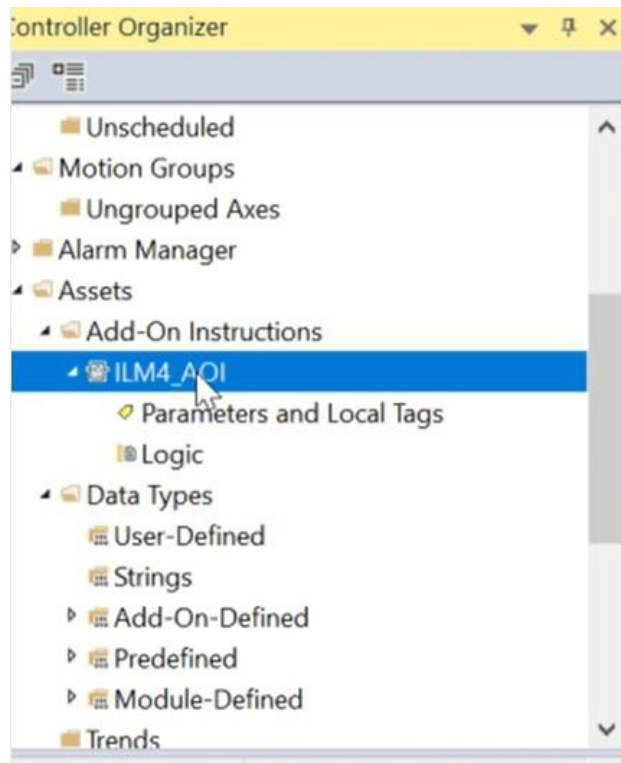 Controller Organizer
Unscheduled
Motion Groups
Ungrouped Axes
Alarm Manager
Assets
Add-On Instructions
ILM4_AOI
Parameters and Local Tags
Logic
Data Types
User-Defined
Strings
Add-On-Defined
Predefined
Module-Defined
Trends